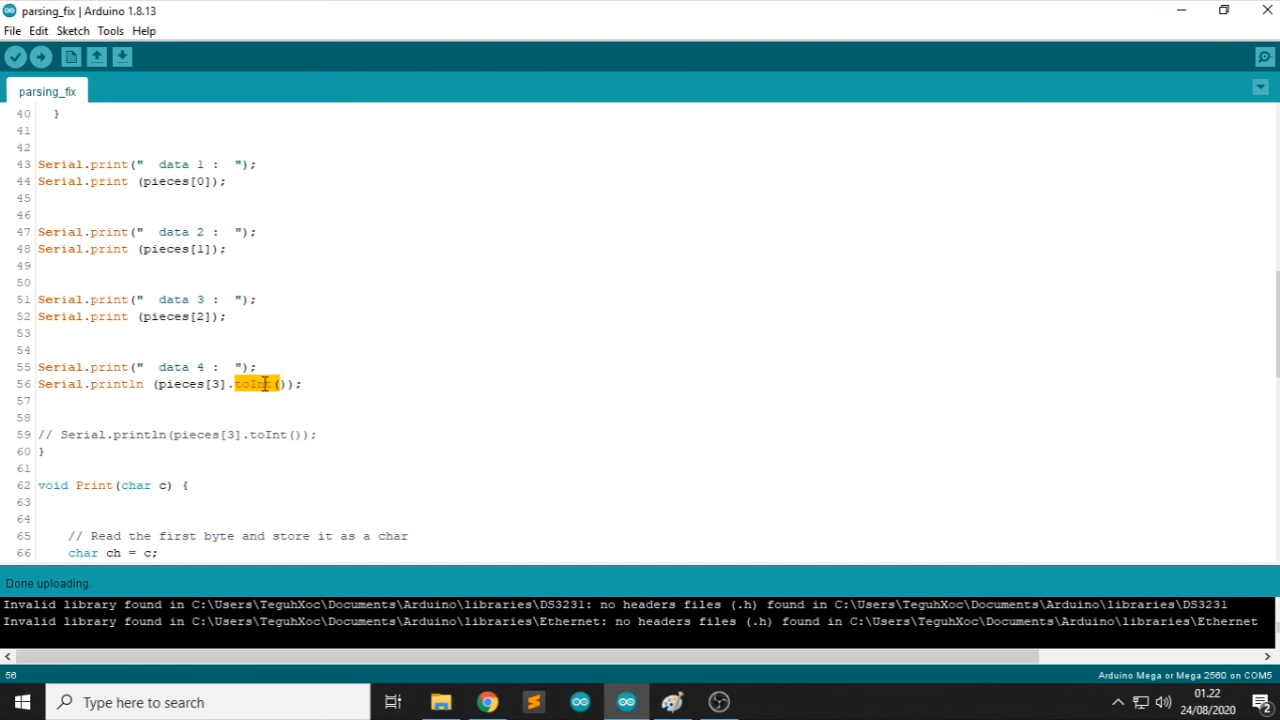 parsing_fix | Arduino 1.8.13
File Edit Sketch Tools Help
parsing_fix
40 }
41
42
43 Serial.print("  data 1 :  ");
44 Serial.print (pieces[0]);
45
46
47 Serial.print("  data 2 :  ");
48 Serial.print (pieces[1]);
49
50
51 Serial.print("  data 3 :  ");
52 Serial.print (pieces[2]);
53
54
55 Serial.print("  data 4 :  ");
56 Serial.println (pieces[3].toInt());
57
58
59 // Serial.println(pieces[3].toInt());
60 }
61
62 void Print(char c) {
63
64
65 // Read the first byte and store it as a char
66 char ch = c;
Done uploading.
Invalid library found in C:\Users\TeguhXoc\Documents\Arduino\libraries\DS3231: no headers files (.h) found in C:\Users\TeguhXoc\Documents\Arduino\libraries\DS3231
Invalid library found in C:\Users\TeguhXoc\Documents\Arduino\libraries\Ethernet: no headers files (.h) found in C:\Users\TeguhXoc\Documents\Arduino\libraries\Ethernet
56 Arduino Mega or Mega 2560 on COM5
Type here to search
01.22
24/08/2020
2